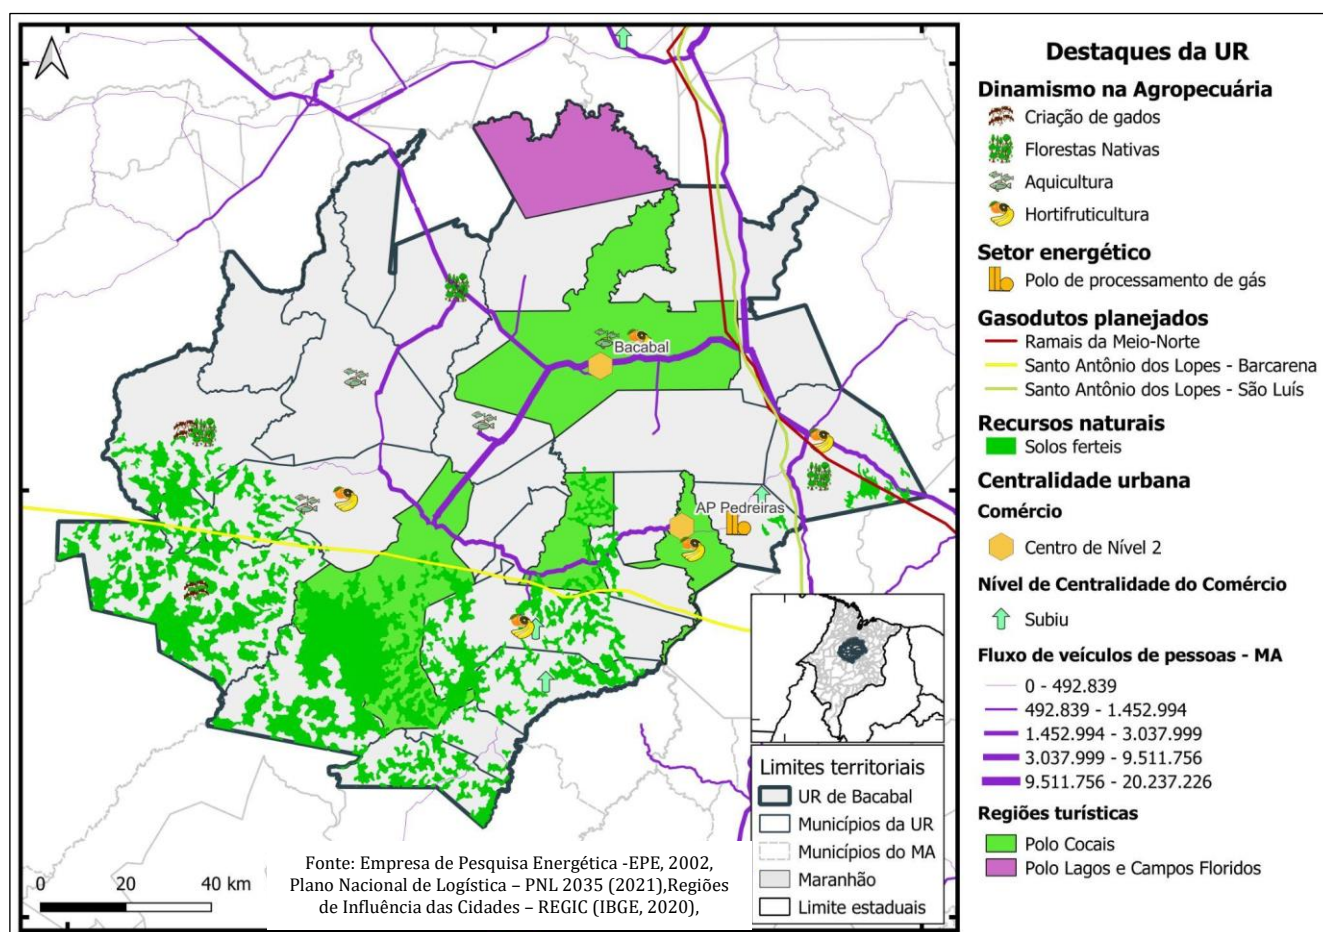 Bacabal
AP Pedreiras
Limites territoriais
UR de Bacabal
Municípios da UR
Municípios do MA
Maranhão
Limite estaduais
0 20 40 km
Fonte: Empresa de Pesquisa Energética -EPE, 2002,
Plano Nacional de Logística – PNL 2035 (2021),Regiões
de Influência das Cidades – REGIC (IBGE, 2020),
Destaques da UR
Dinamismo na Agropecuária
Criação de gados
Florestas Nativas
Aquicultura
Hortifruticultura
Setor energético
Polo de processamento de gás
Gasodutos planejados
Ramais da Meio-Norte
Santo Antônio dos Lopes - Barcarena
Santo Antônio dos Lopes - São Luís
Recursos naturais
Solos ferteis
Centralidade urbana
Comércio
Centro de Nível 2
Nível de Centralidade do Comércio
Subiu
Fluxo de veículos de pessoas - MA
0 - 492.839
492.839 - 1.452.994
1.452.994 - 3.037.999
3.037.999 - 9.511.756
9.511.756 - 20.237.226
Regiões turísticas
Polo Cocais
Polo Lagos e Campos Floridos